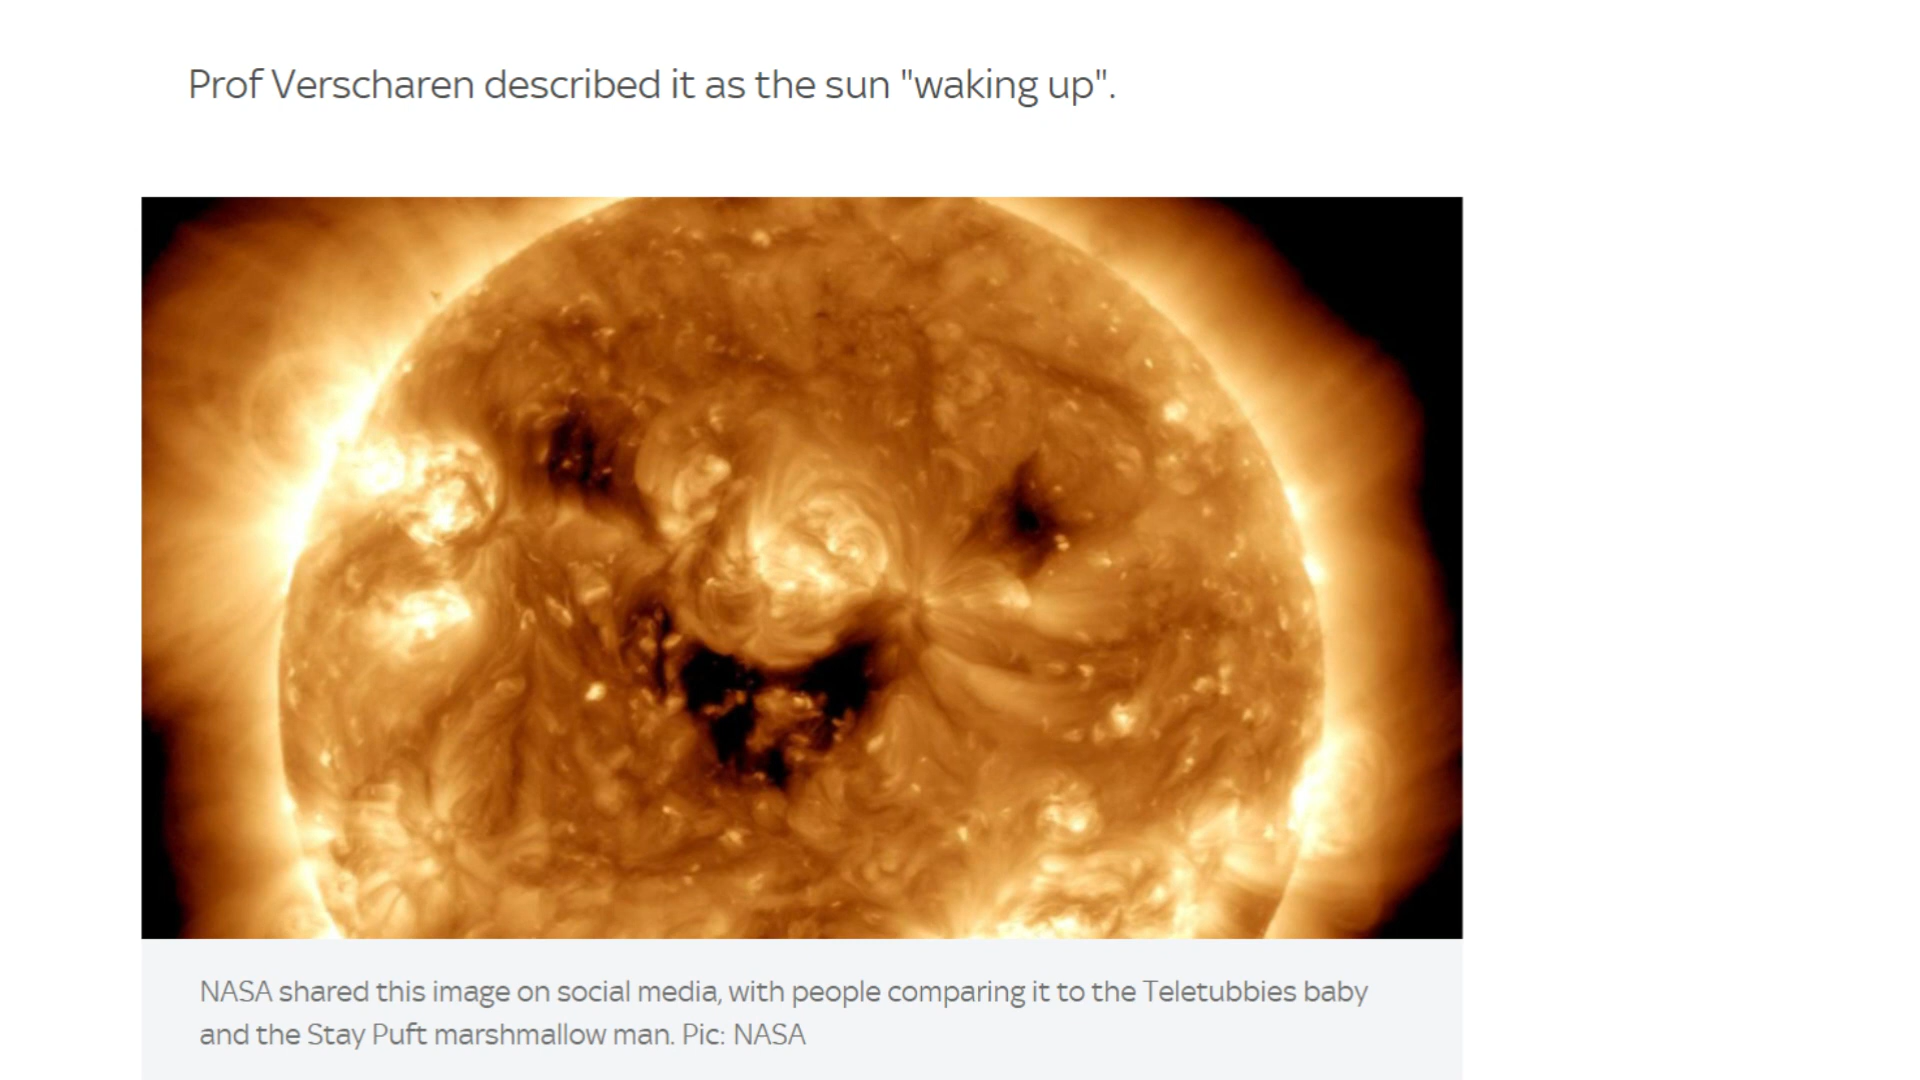 Prof Verscharen described it as the sun "waking up".
NASA shared this image on social media, with people comparing it to the Teletubbies baby
and the Stay Puft marshmallow man. Pic: NASA